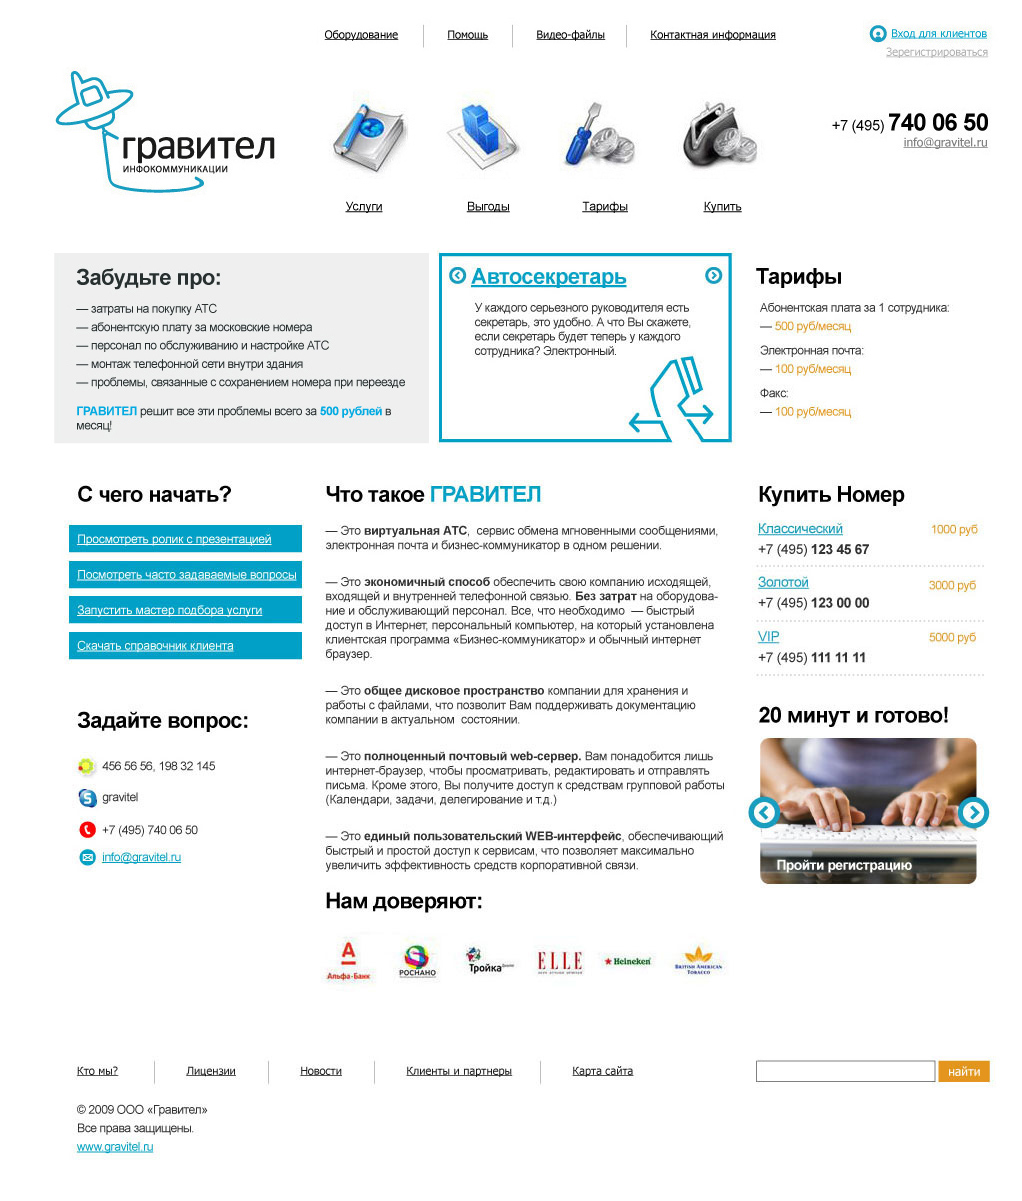 Оборудование
Помощь
Видео-файлы
Контактная информация
Вход для клиентов
Зерегистрироваться
гравител
ИНФОКОММУНИКАЦИИ
Услуги
Выгоды
Тарифы
Купить
+7 (495) 740 06 50
info@gravitel.ru
Забудьте про:
— затраты на покупку АТС
— абонентскую плату за московские номера
— персонал по обслуживанию и настройке АТС
— монтаж телефонной сети внутри здания
— проблемы, связанные с сохранением номера при переезде
ГРАВИТЕЛ решит все эти проблемы всего за 500 рублей в
месяц!
Автосекретарь
У каждого серьезного руководителя есть
секретарь, это удобно. А что Вы скажете,
если секретарь будет теперь у каждого
сотрудника? Электронный.
Тарифы
Абонентская плата за 1 сотрудника:
— 500 руб/месяц
Электронная почта:
— 100 руб/месяц
Факс:
— 100 руб/месяц
С чего начать?
Просмотреть ролик с презентацией
Посмотреть часто задаваемые вопросы
Запустить мастер подбора услуги
Скачать справочник клиента
Задайте вопрос:
456 56 56, 198 32 145
gravitel
+7 (495) 740 06 50
info@gravitel.ru
Что такое ГРАВИТЕЛ
— Это виртуальная АТС, сервис обмена мгновенными сообщениями,
электронная почта и бизнес-коммуникатор в одном решении.
— Это экономичный способ обеспечить свою компанию исходящей,
входящей и внутренней телефонной связью. Без затрат на оборудова-
ние и обслуживающий персонал. Все, что необходимо — быстрый
доступ в Интернет, персональный компьютер, на который установлена
клиентская программа «Бизнес-коммуникатор» и обычный интернет
браузер.
— Это общее дисковое пространство компании для хранения и
работы с файлами, что позволит Вам поддерживать документацию
компании в актуальном состоянии.
— Это полноценный почтовый web-сервер. Вам понадобится лишь
интернет-браузер, чтобы просматривать, редактировать и отправлять
письма. Кроме этого, Вы получите доступ к средствам групповой работы
(Календари, задачи, делегирование и т.д.)
— Это единый пользовательский WEB-интерфейс, обеспечивающий
быстрый и простой доступ к сервисам, что позволяет максимально
увеличить эффективность средств корпоративной связи.
Нам доверяют:
Альфа·Банк
РОСНАНО
Тройка
ELLE
Heineken
BRITISH AMERICAN
TOBACCO
Купить Номер
Классический
1000 руб
+7 (495) 123 45 67
Золотой
3000 руб
+7 (495) 123 00 00
VIP
5000 руб
+7 (495) 111 11 11
20 минут и готово!
Пройти регистрацию
Кто мы?
Лицензии
Новости
Клиенты и партнеры
Карта сайта
найти
© 2009 ООО «Гравител»
Все права защищены.
www.gravitel.ru